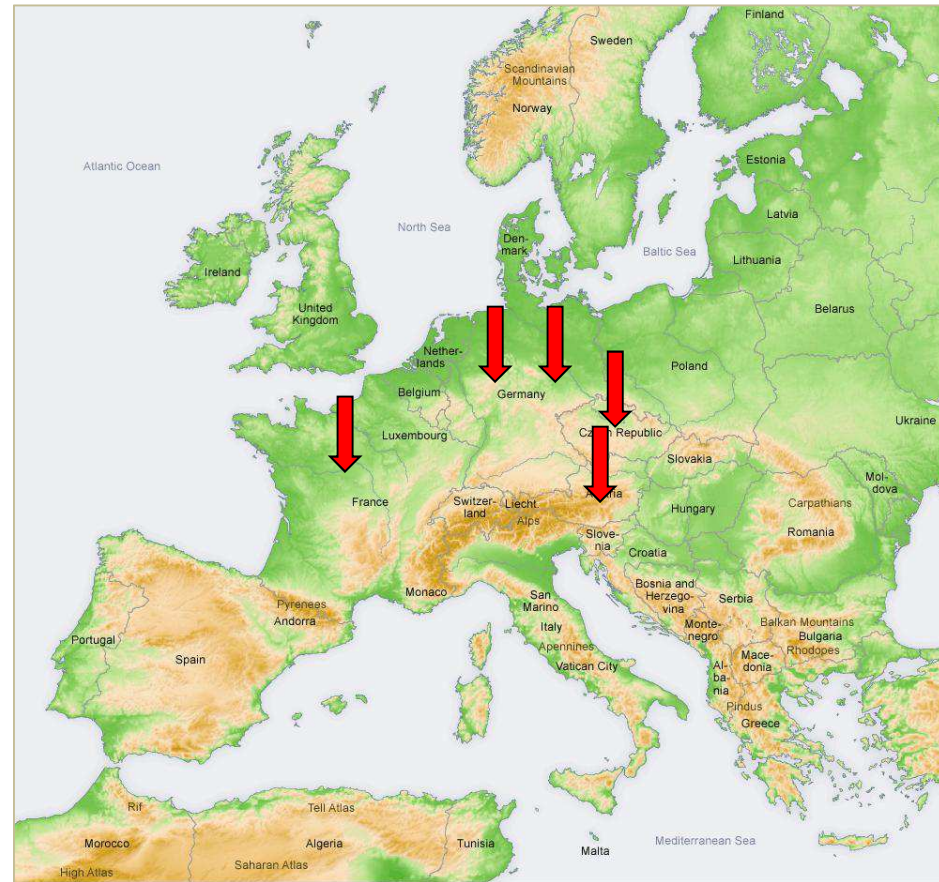 Finland
Sweden
Scandinavian
Mountains
Norway
Estonia
Atlantic Ocean
Latvia
North Sea
Den-
mark
Baltic Sea
Lithuania
Ireland
United
Kingdom
Belarus
Nether-
lands
Poland
Belgium
Germany
Ukraine
Luxembourg
Czech Republic
Slovakia
Mol-
dova
France
Switzer-
land
Liecht.
Austria
Alps
Hungary
Carpathians
Romania
Slove-
nia
Croatia
Monaco
San
Marino
Bosnia and
Herzego-
vina
Serbia
Pyrenees
Andorra
Italy
Monte-
negro
Balkan Mountains
Bulgaria
Rhodopes
Portugal
Spain
Apennines
Vatican City
Al-
ba-
nia
Mace-
donia
Pindus
Greece
Rif
Tell Atlas
Morocco
Algeria
Tunisia
Malta
Mediterranean Sea
High Atlas
Saharan Atlas